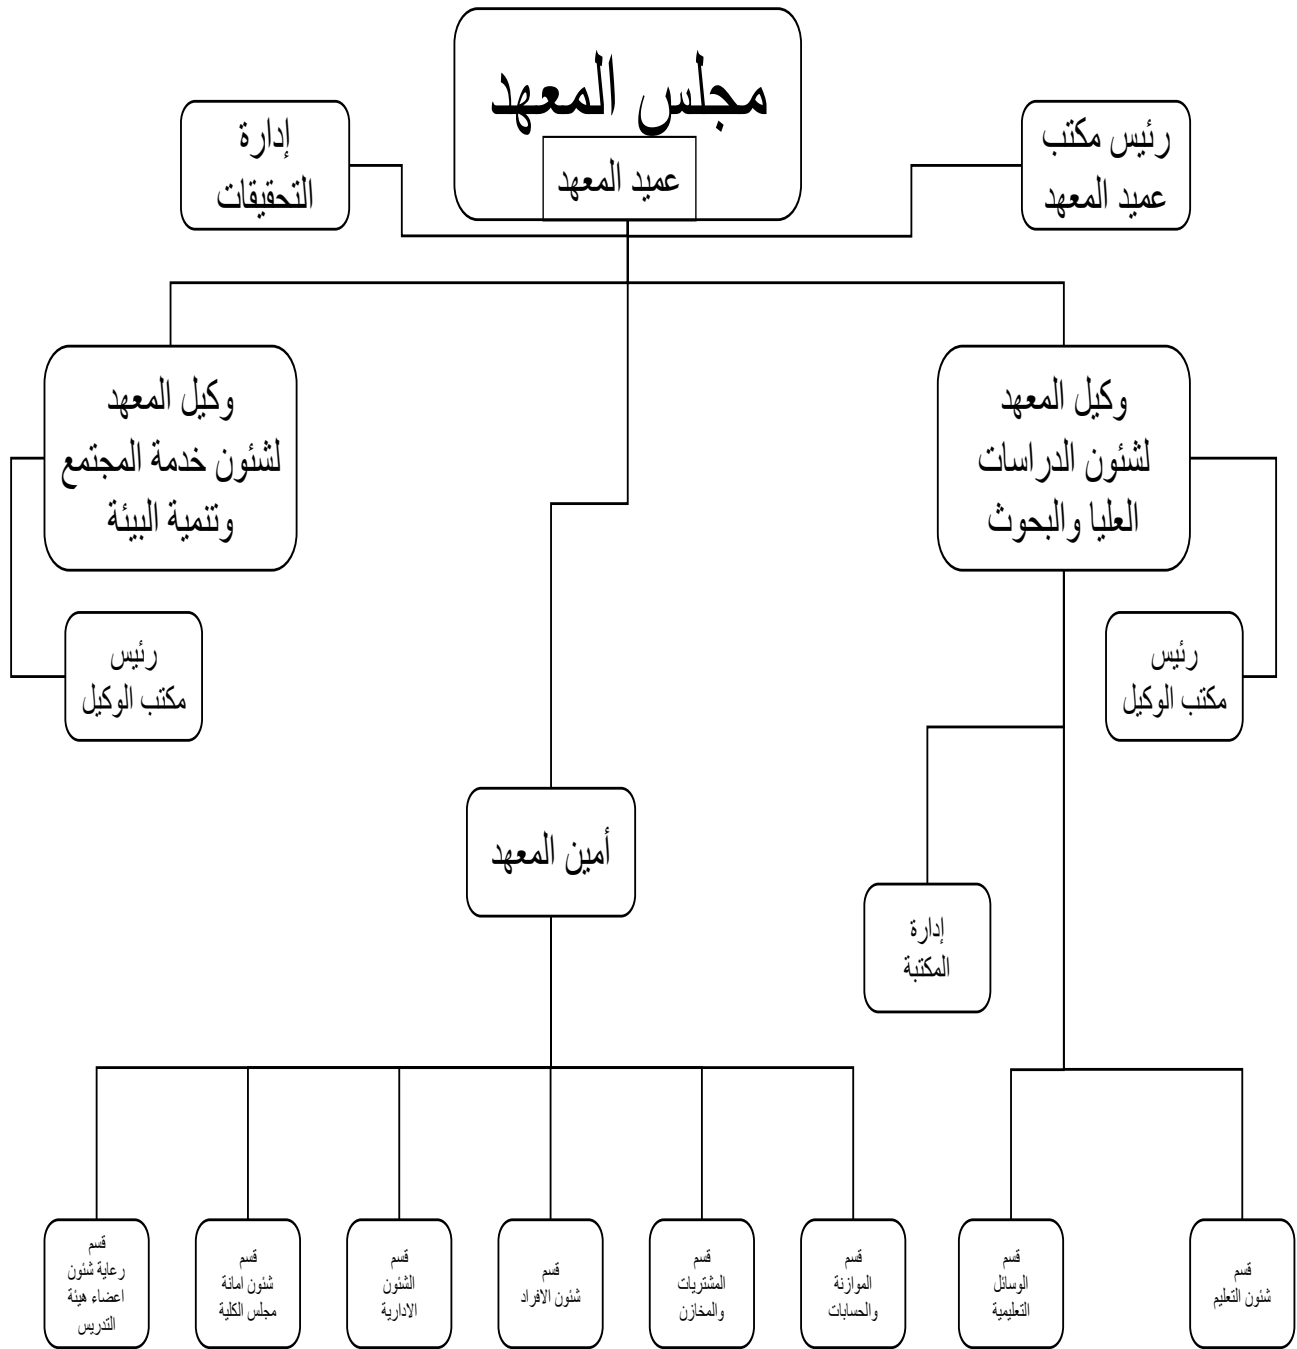 مجلس المعهد
عميد المعهد
رئيس مكتب
عميد المعهد
إدارة
التحقيقات
وكيل المعهد
لشئون الدراسات
العليا والبحوث
وكيل المعهد
لشئون خدمة المجتمع
وتنمية البيئة
رئيس
مكتب الوكيل
رئيس
مكتب الوكيل
أمين المعهد
إدارة
المكتبة
قسم
شئون التعليم
قسم
الوسائل
التعليمية
قسم
الموازنة
والحسابات
قسم
المشتريات
والمخازن
قسم
شئون الافراد
قسم
الشئون
الادارية
قسم
شئون امانة
مجلس الكلية
قسم
رعاية شئون
اعضاء هيئة
التدريس